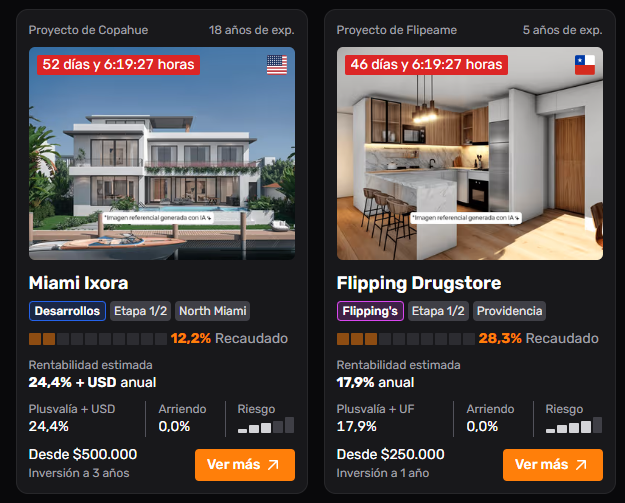 Proyecto de Copahue
18 años de exp.
52 días y 6:19:27 horas
*Imagen referencial generada con IA
Miami Ixora
Desarrollos
Etapa 1/2
North Miami
12,2% Recaudado
Rentabilidad estimada
24,4% + USD anual
Plusvalía + USD
Arriendo
Riesgo
24,4%
0,0%
Desde $500.000
Inversión a 3 años
Ver más
Proyecto de Flipeame
5 años de exp.
46 días y 6:19:27 horas
*Imagen referencial generada con IA
Flipping Drugstore
Flipping's
Etapa 1/2
Providencia
28,3% Recaudado
Rentabilidad estimada
17,9% anual
Plusvalía + UF
Arriendo
Riesgo
17,9%
0,0%
Desde $250.000
Inversión a 1 año
Ver más